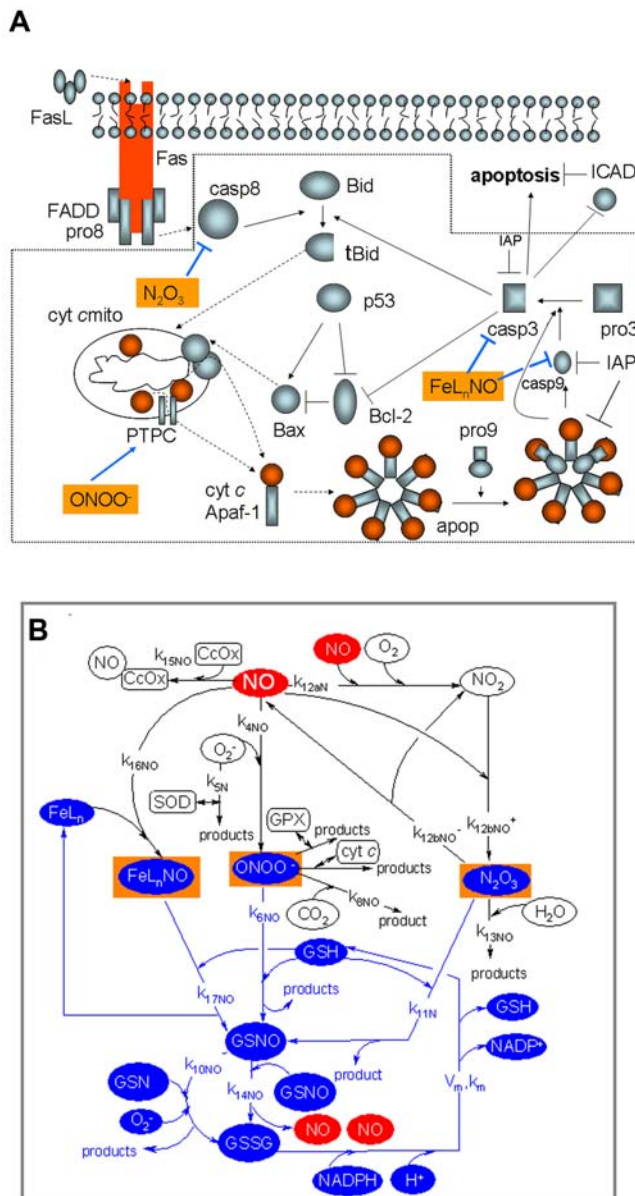 A
FasL
Fas
FADD
pro8
casp8
Bid
tBid
apoptosis
ICAD
IAP
N2O3
p53
casp3
pro3
cyt cmito
FeLnNO
casp9
IAP
Bax
Bcl-2
PTPC
pro9
ONOO-
cyt c
Apaf-1
apop
B
NO
CcOx
k15NO
CcOx
NO
k12aN
NO
O2
NO2
k16NO
k4NO
O2-
k5N
SOD
products
GPX
products
k12bNO-
k12bNO+
FeLn
FeLnNO
ONOO-
cyt c
products
N2O3
CO2
k8NO
product
k6NO
H2O
k13NO
products
GSH
k17NO
products
k11N
GSH
NADP+
GSNO
product
Vm,km
GSN
k10NO-
k14NO
GSNO
O2-
products
NO
NO
GSSG
NADPH
H+